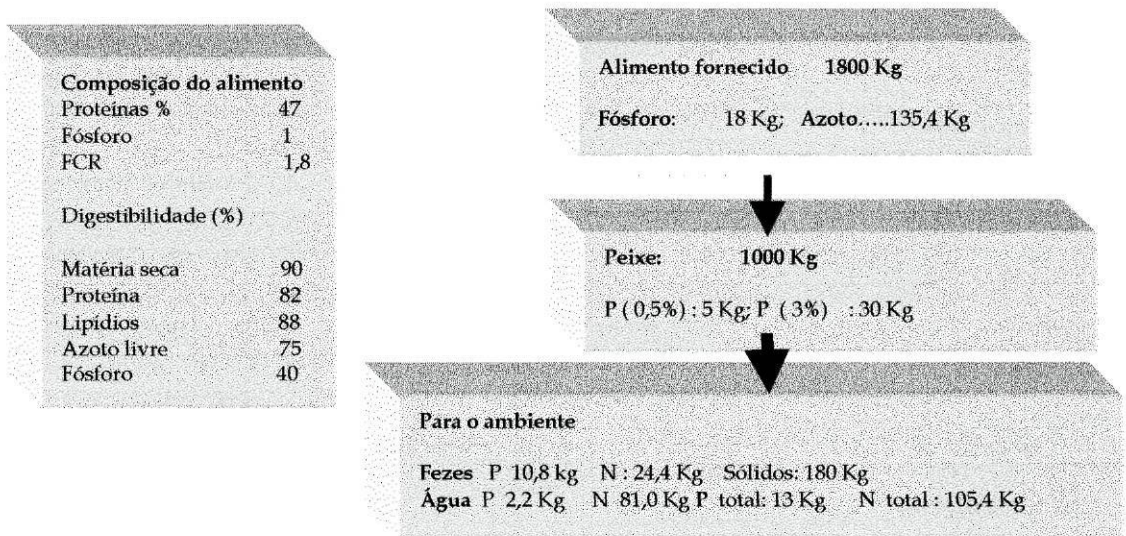 Composição do alimento
Proteínas % 47
Fósforo 1
FCR 1,8
Digestibilidade (%)
Matéria seca 90
Proteína 82
Lipídios 88
Azoto livre 75
Fósforo 40
Alimento fornecido 1800 Kg
Fósforo: 18 Kg; Azoto.....135,4 Kg
Peixe: 1000 Kg
P ( 0,5%) : 5 Kg; P ( 3%) : 30 Kg
Para o ambiente
Fezes P 10,8 kg N : 24,4 Kg Sólidos: 180 Kg
Água P 2,2 Kg N 81,0 Kg P total: 13 Kg N total : 105,4 Kg